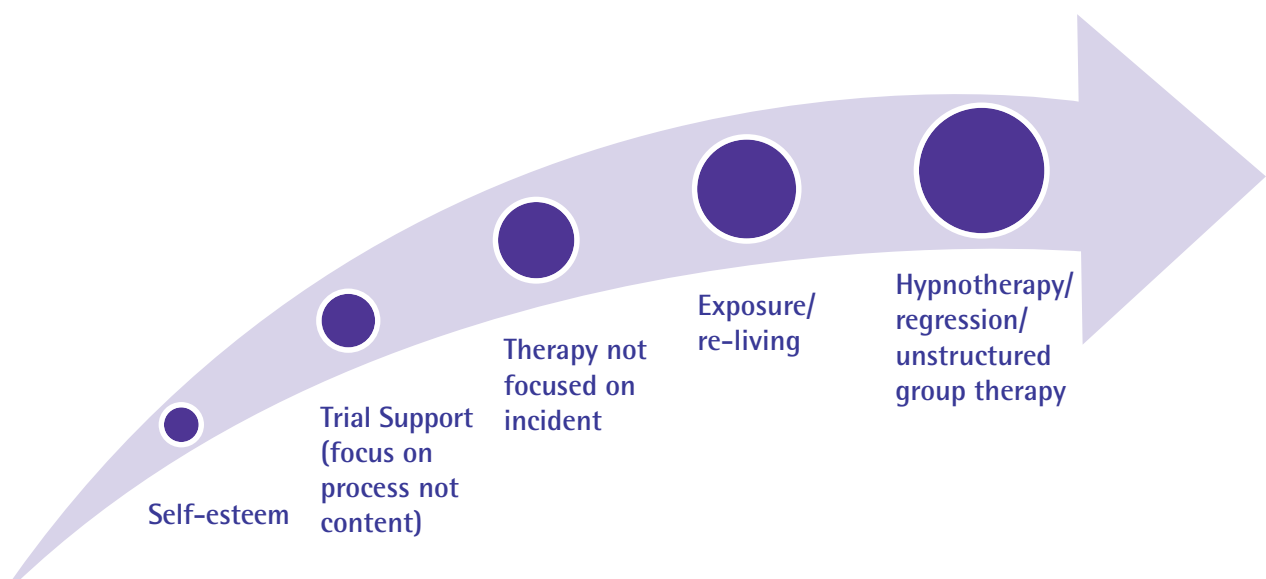 Self-esteem
Trial Support
(focus on
process not
content)
Therapy not
focused on
incident
Exposure/
re-living
Hypnotherapy/
regression/
unstructured
group therapy